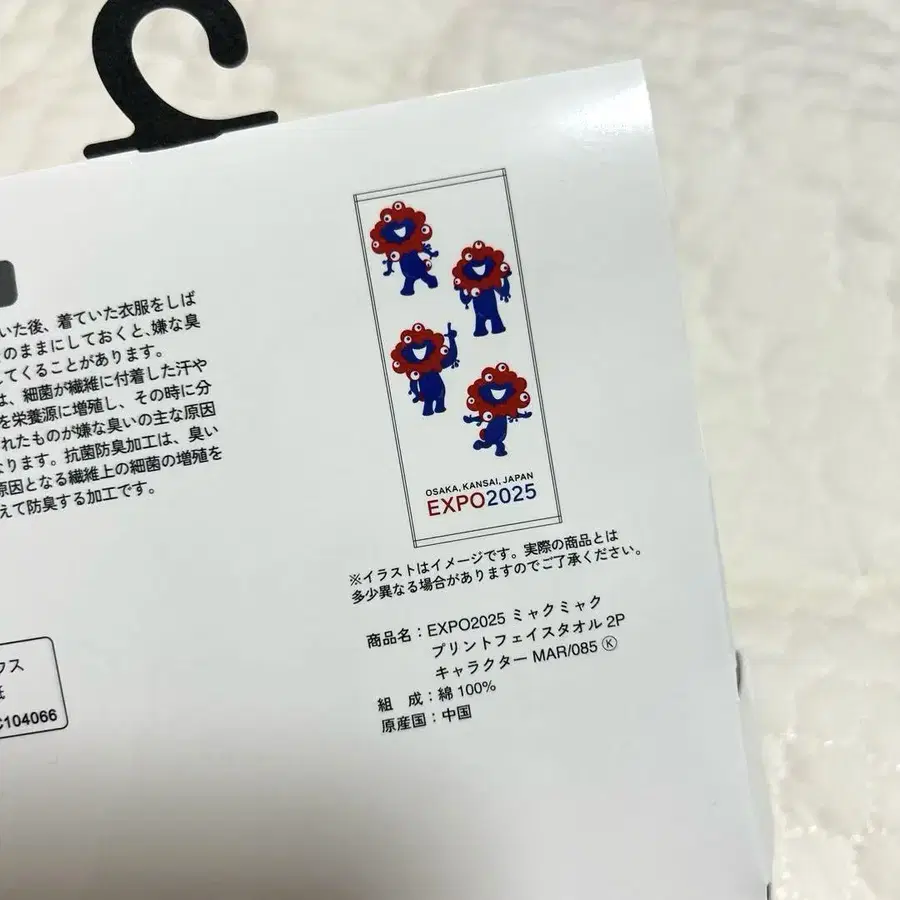 いた後、着ていた衣服をしば
のままにしておくと、嫌な臭
してくることがあります。
は、細菌が繊維に付着した汗や
を栄養源に増殖し、その時に分
れたものが嫌な臭いの主な原因
なります。抗菌防臭加工は、臭い
原因となる繊維上の細菌の増殖を
えて防臭する加工です。
クス
紙
C104066
OSAKA, KANSAI, JAPAN
EXPO2025
※イラストはイメージです。実際の商品とは
多少異なる場合がありますのでご了承ください。
商品名：EXPO2025 ミャクミャク
プリントフェイスタオル 2P
キャラクター MAR/085 Ⓚ
組　成：綿 100%
原産国：中国